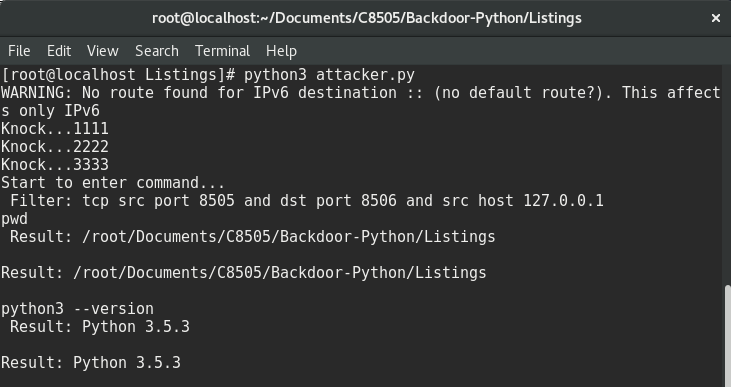 root@localhost:~/Documents/C8505/Backdoor-Python/Listings ×
File Edit View Search Terminal Help
[root@localhost Listings]# python3 attacker.py
WARNING: No route found for IPv6 destination :: (no default route?). This affect
s only IPv6
Knock...1111
Knock...2222
Knock...3333
Start to enter command...
Filter: tcp src port 8505 and dst port 8506 and src host 127.0.0.1
pwd
Result: /root/Documents/C8505/Backdoor-Python/Listings
Result: /root/Documents/C8505/Backdoor-Python/Listings
python3 --version
Result: Python 3.5.3
Result: Python 3.5.3